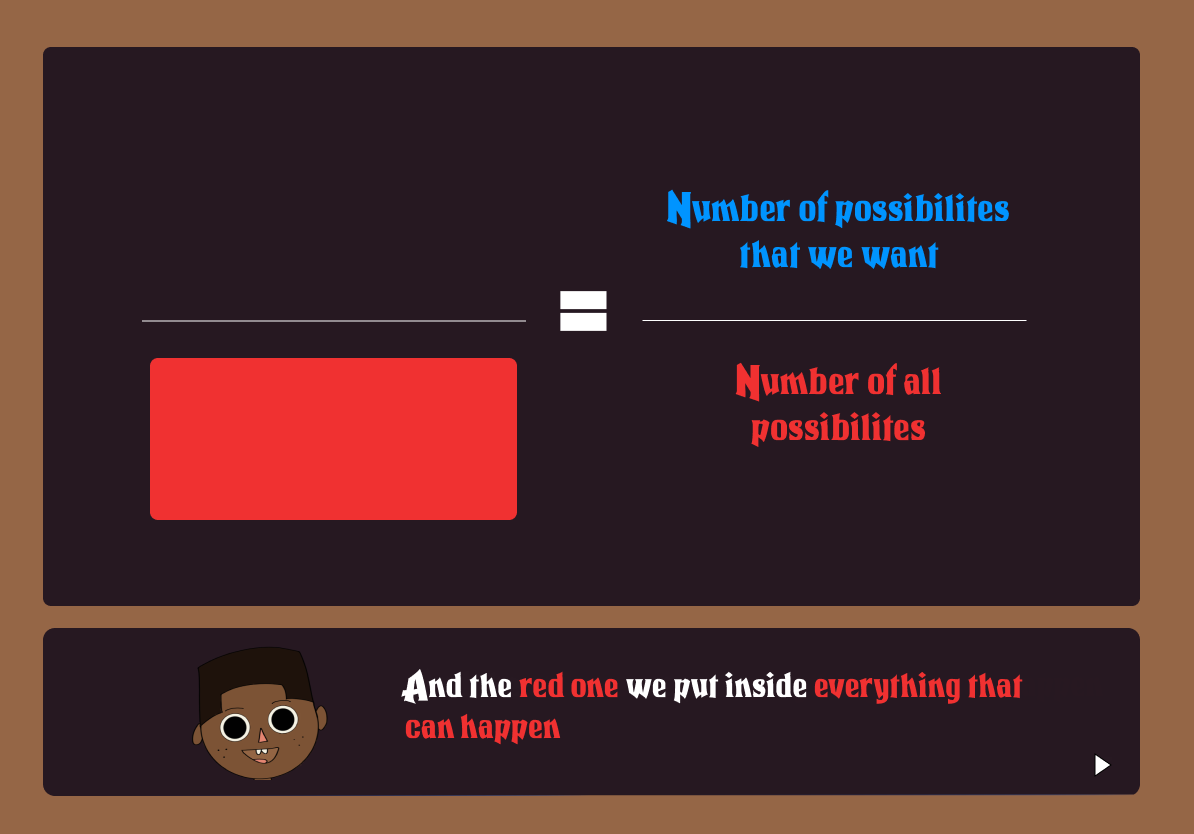 Number of possibilites
that we want
=
Number of all
possibilites
And the red one we put inside everything that
can happen